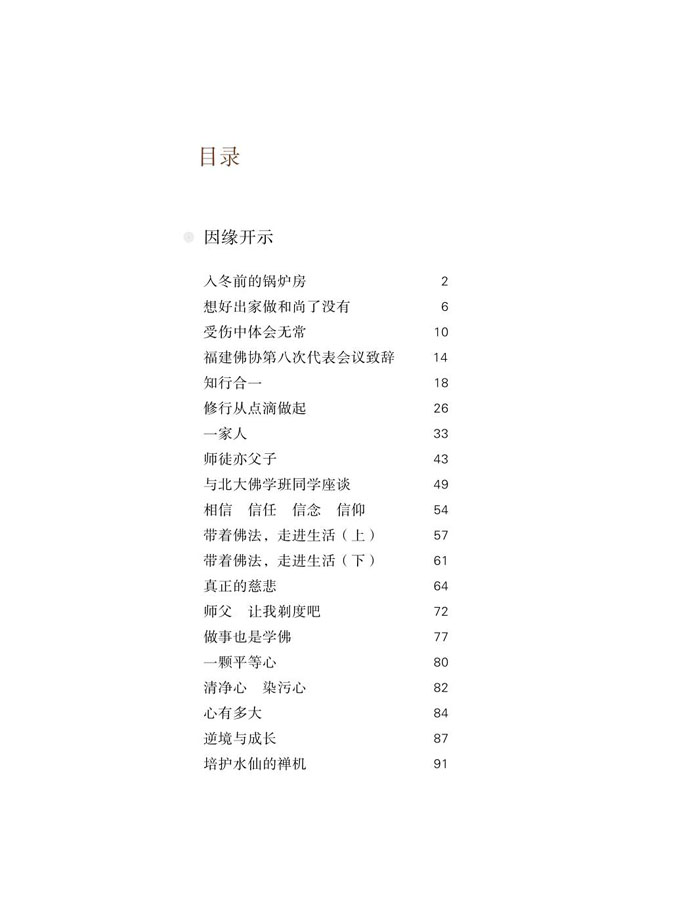 目录
因缘开示
入冬前的锅炉房 2
想好出家做和尚了没有 6
受伤中体会无常 10
福建佛协第八次代表会议致辞 14
知行合一 18
修行从点滴做起 26
一家人 33
师徒亦父子 43
与北大佛学班同学座谈 49
相信 信任 信念 信仰 54
带着佛法，走进生活（上） 57
带着佛法，走进生活（下） 61
真正的慈悲 64
师父 让我剃度吧 72
做事也是学佛 77
一颗平等心 80
清净心 染污心 82
心有多大 84
逆境与成长 87
培护水仙的禅机 91